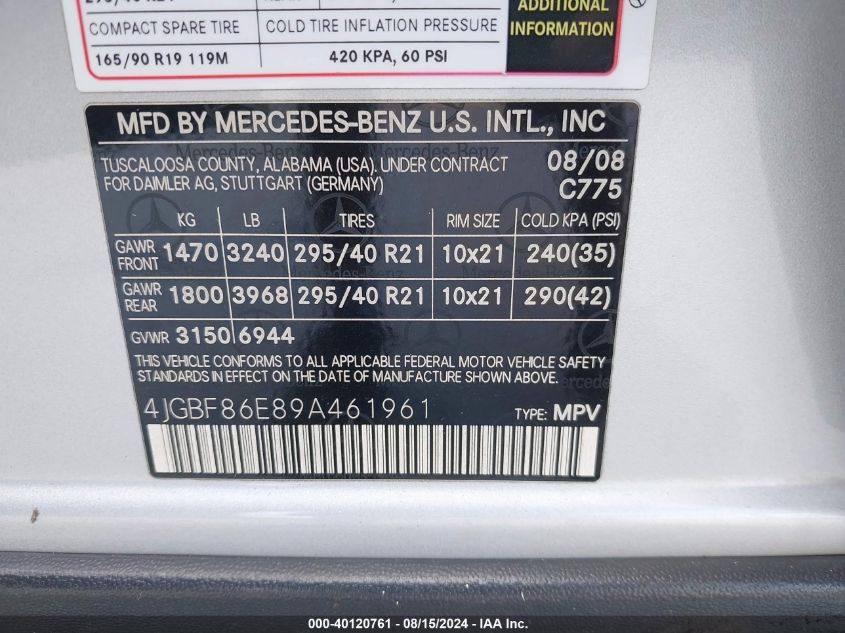 ADDITIONAL
COMPACT SPARE TIRE COLD TIRE INFLATION PRESSURE INFORMATION
165/90 R19 119M 420 KPA, 60 PSI
MFD BY MERCEDES-BENZ U.S. INTL., INC
TUSCALOOSA COUNTY, ALABAMA (USA). UNDER CONTRACT 08/08
FOR DAIMLER AG, STUTTGART (GERMANY) C775
KG LB TIRES RIM SIZE COLD KPA (PSI)
GAWR FRONT 1470 3240 295/40 R21 10x21 240(35)
GAWR REAR 1800 3968 295/40 R21 10x21 290(42)
GVWR 3150 6944
THIS VEHICLE CONFORMS TO ALL APPLICABLE FEDERAL MOTOR VEHICLE SAFETY
STANDARDS IN EFFECT ON THE DATE OF MANUFACTURE SHOWN ABOVE.
4JGBF86E89A461961 TYPE: MPV
000-40120761 - 08/15/2024 - © IAA Inc.